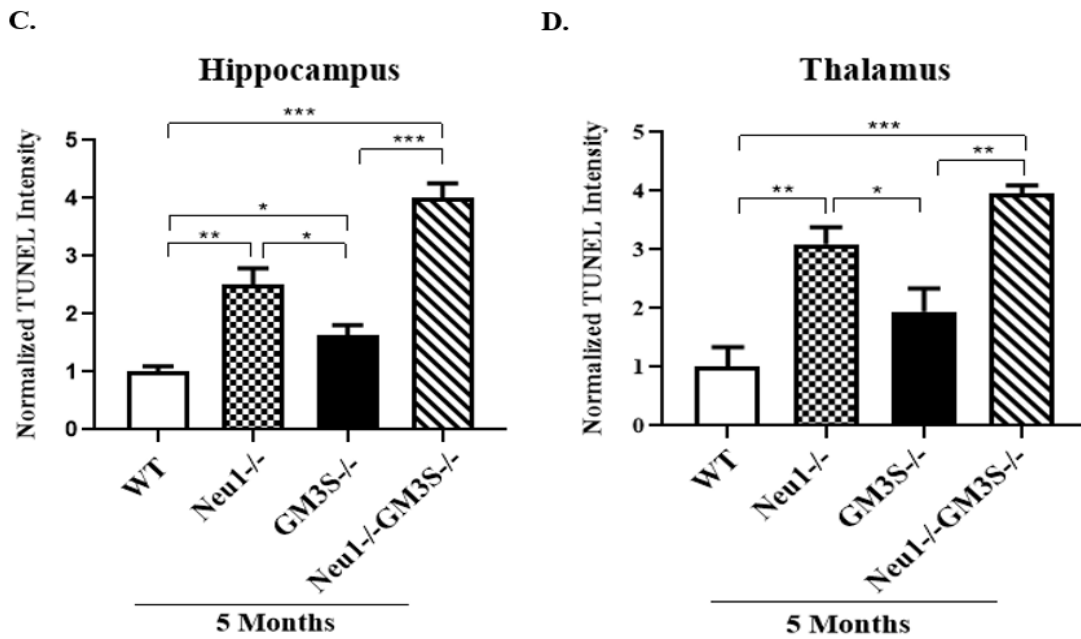 C.
Hippocampus
Normalized TUNEL Intensity
5
4
3
2
1
0
***
***
*
**
*
WT
Neu1-/-
GM3S-/-
Neu1-/-GM3S-/-
5 Months
D.
Thalamus
Normalized TUNEL Intensity
5
4
3
2
1
0
***
**
**
*
WT
Neu1-/-
GM3S-/-
Neu1-/-GM3S-/-
5 Months